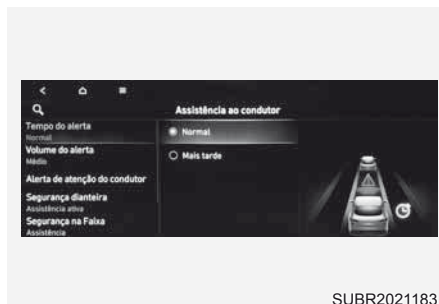 Assistência ao condutor
Tempo do alerta
Normal
Volume do alerta
Médio
Alerta de atenção do condutor
Segurança dianteira
Assistência ativa
Segurança na Faixa
Assistência
Normal
Mais tarde
SUBR2021183